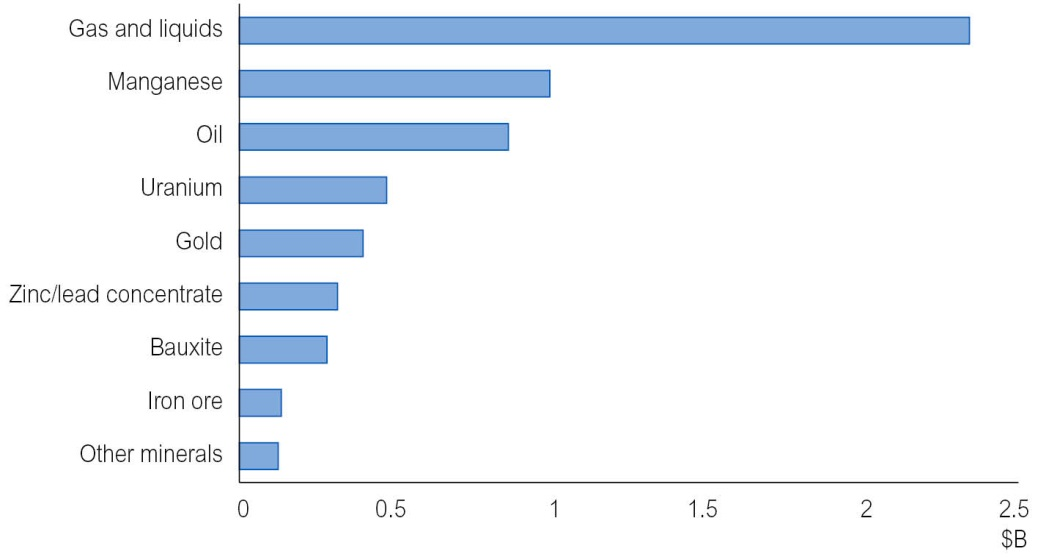 Gas and liquids
Manganese
Oil
Uranium
Gold
Zinc/lead concentrate
Bauxite
Iron ore
Other minerals
0 0.5 1 1.5 2 2.5
$B